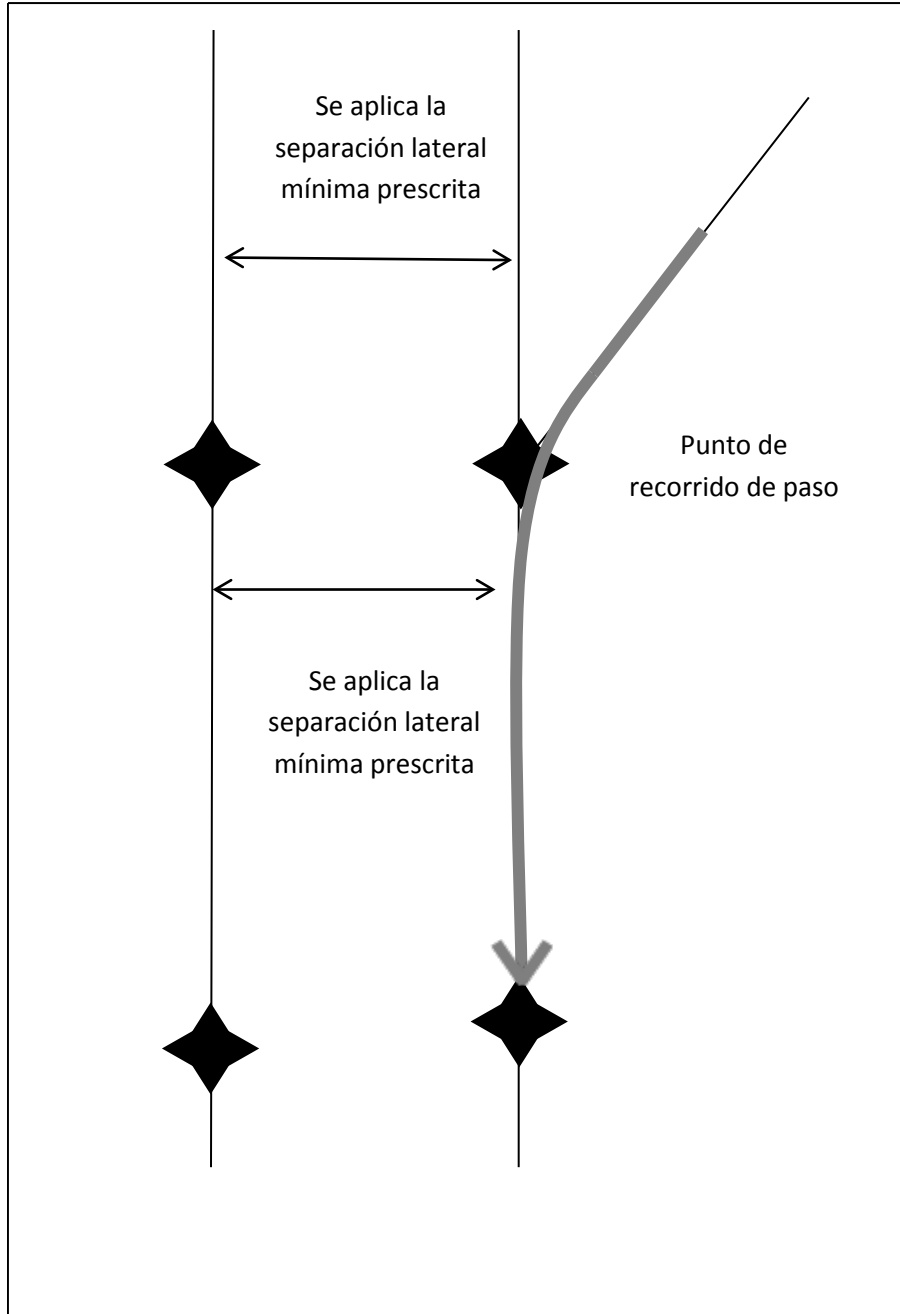 Se aplica la
separación lateral
mínima prescrita
Punto de
recorrido de paso
Se aplica la
separación lateral
mínima prescrita